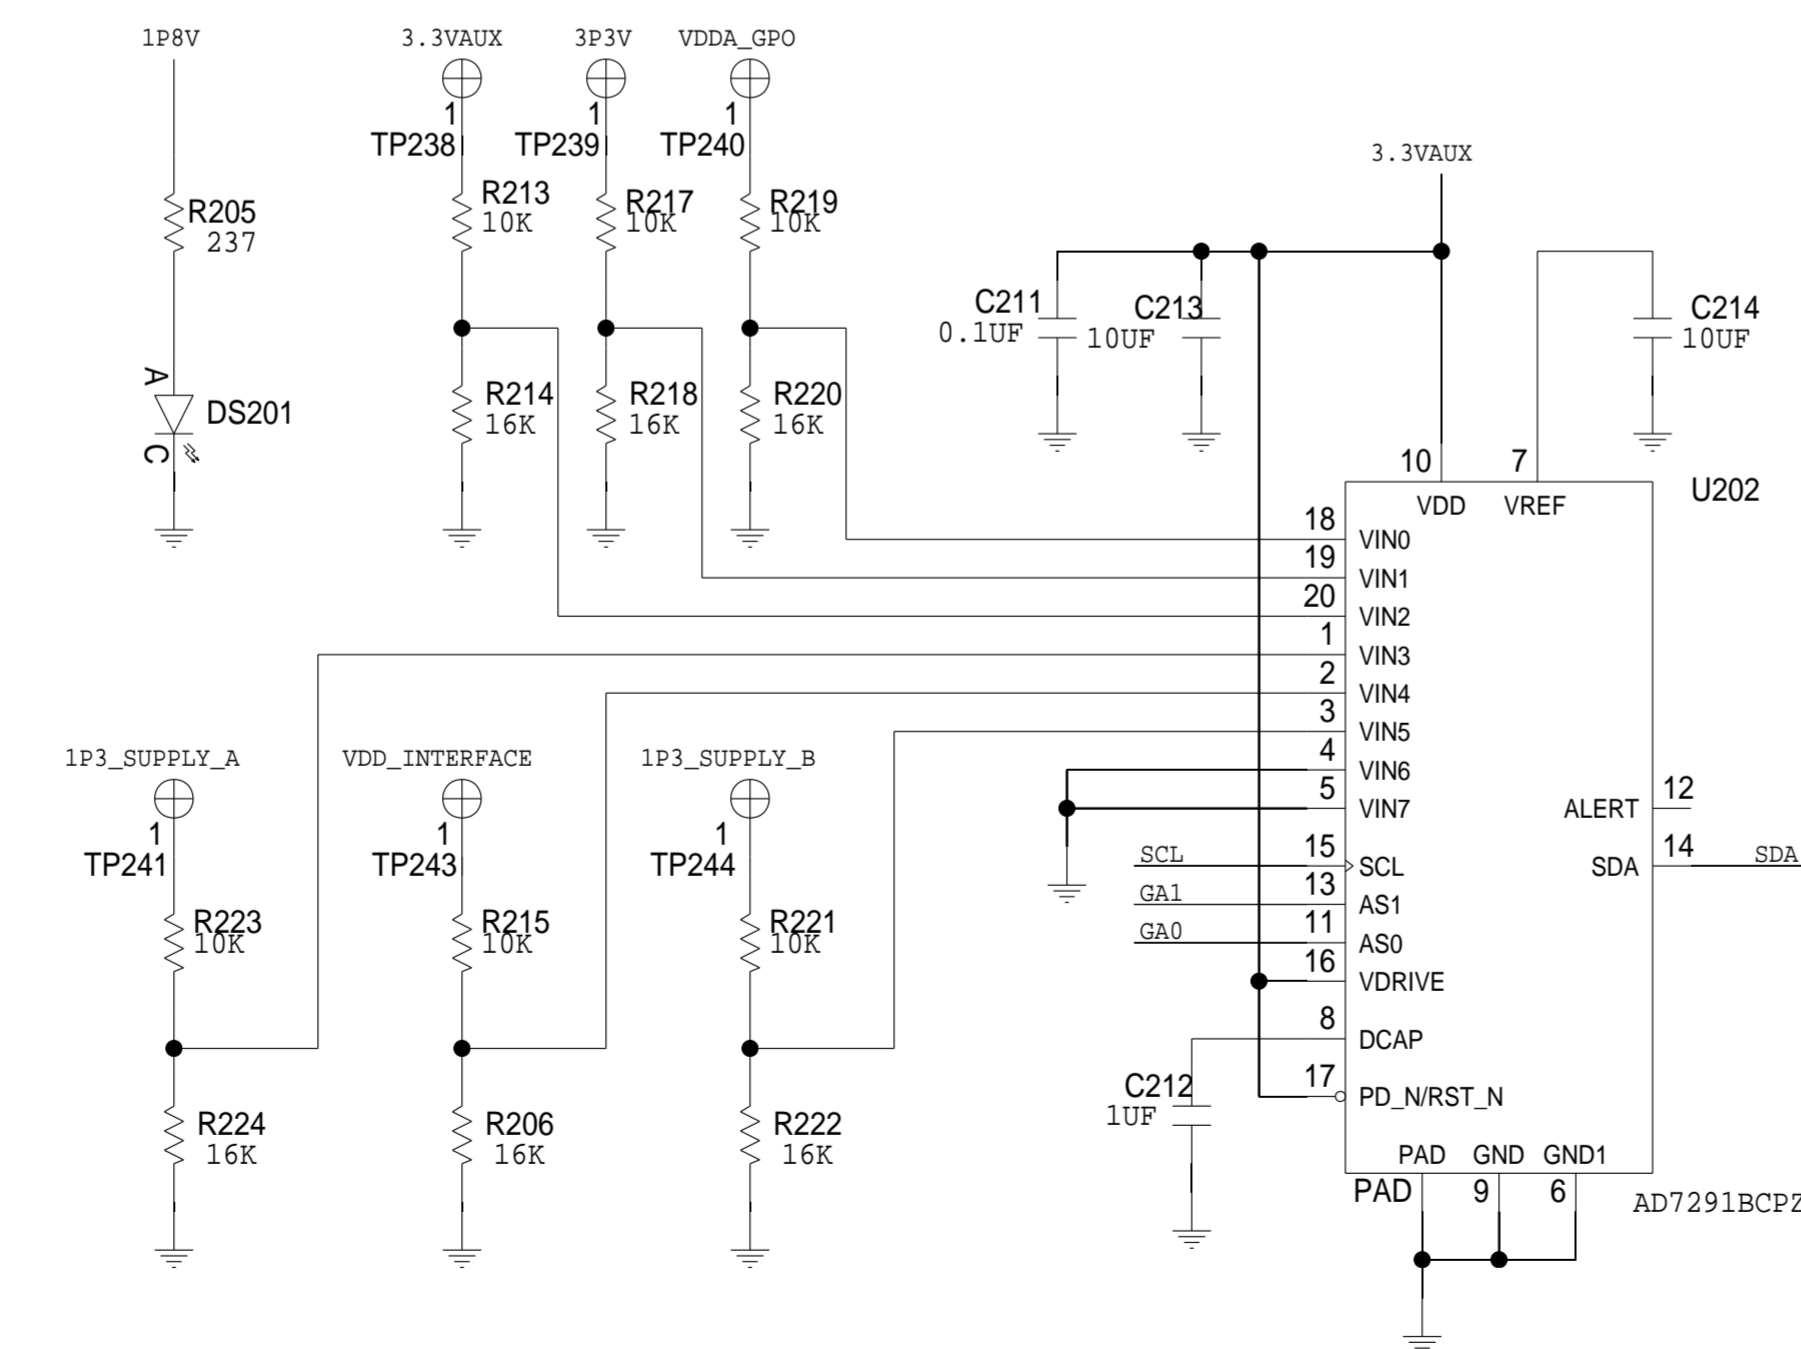 1P8V
3.3VAUX
3P3V
VDDA_GPO
1
1
1
TP238
TP239
TP240
3.3VAUX
R205
237
R213
10K
R217
10K
R219
10K
C211
0.1UF
C213
10UF
C214
10UF
A
DS201
C
R214
16K
R218
16K
R220
16K
10
7
U202
VDD
VREF
18
VIN0
19
VIN1
20
VIN2
1
VIN3
2
VIN4
3
VIN5
4
VIN6
5
VIN7
ALERT
12
1P3_SUPPLY_A
VDD_INTERFACE
1P3_SUPPLY_B
1
1
1
TP241
TP243
TP244
SCL
15
SCL
SDA
14
SDA
GA1
13
AS1
GA0
11
AS0
R223
10K
R215
10K
R221
10K
16
VDRIVE
8
DCAP
C212
1UF
17
PD_N/RST_N
R224
16K
R206
16K
R222
16K
PAD
GND
GND1
PAD
9
6
AD7291BCPZ